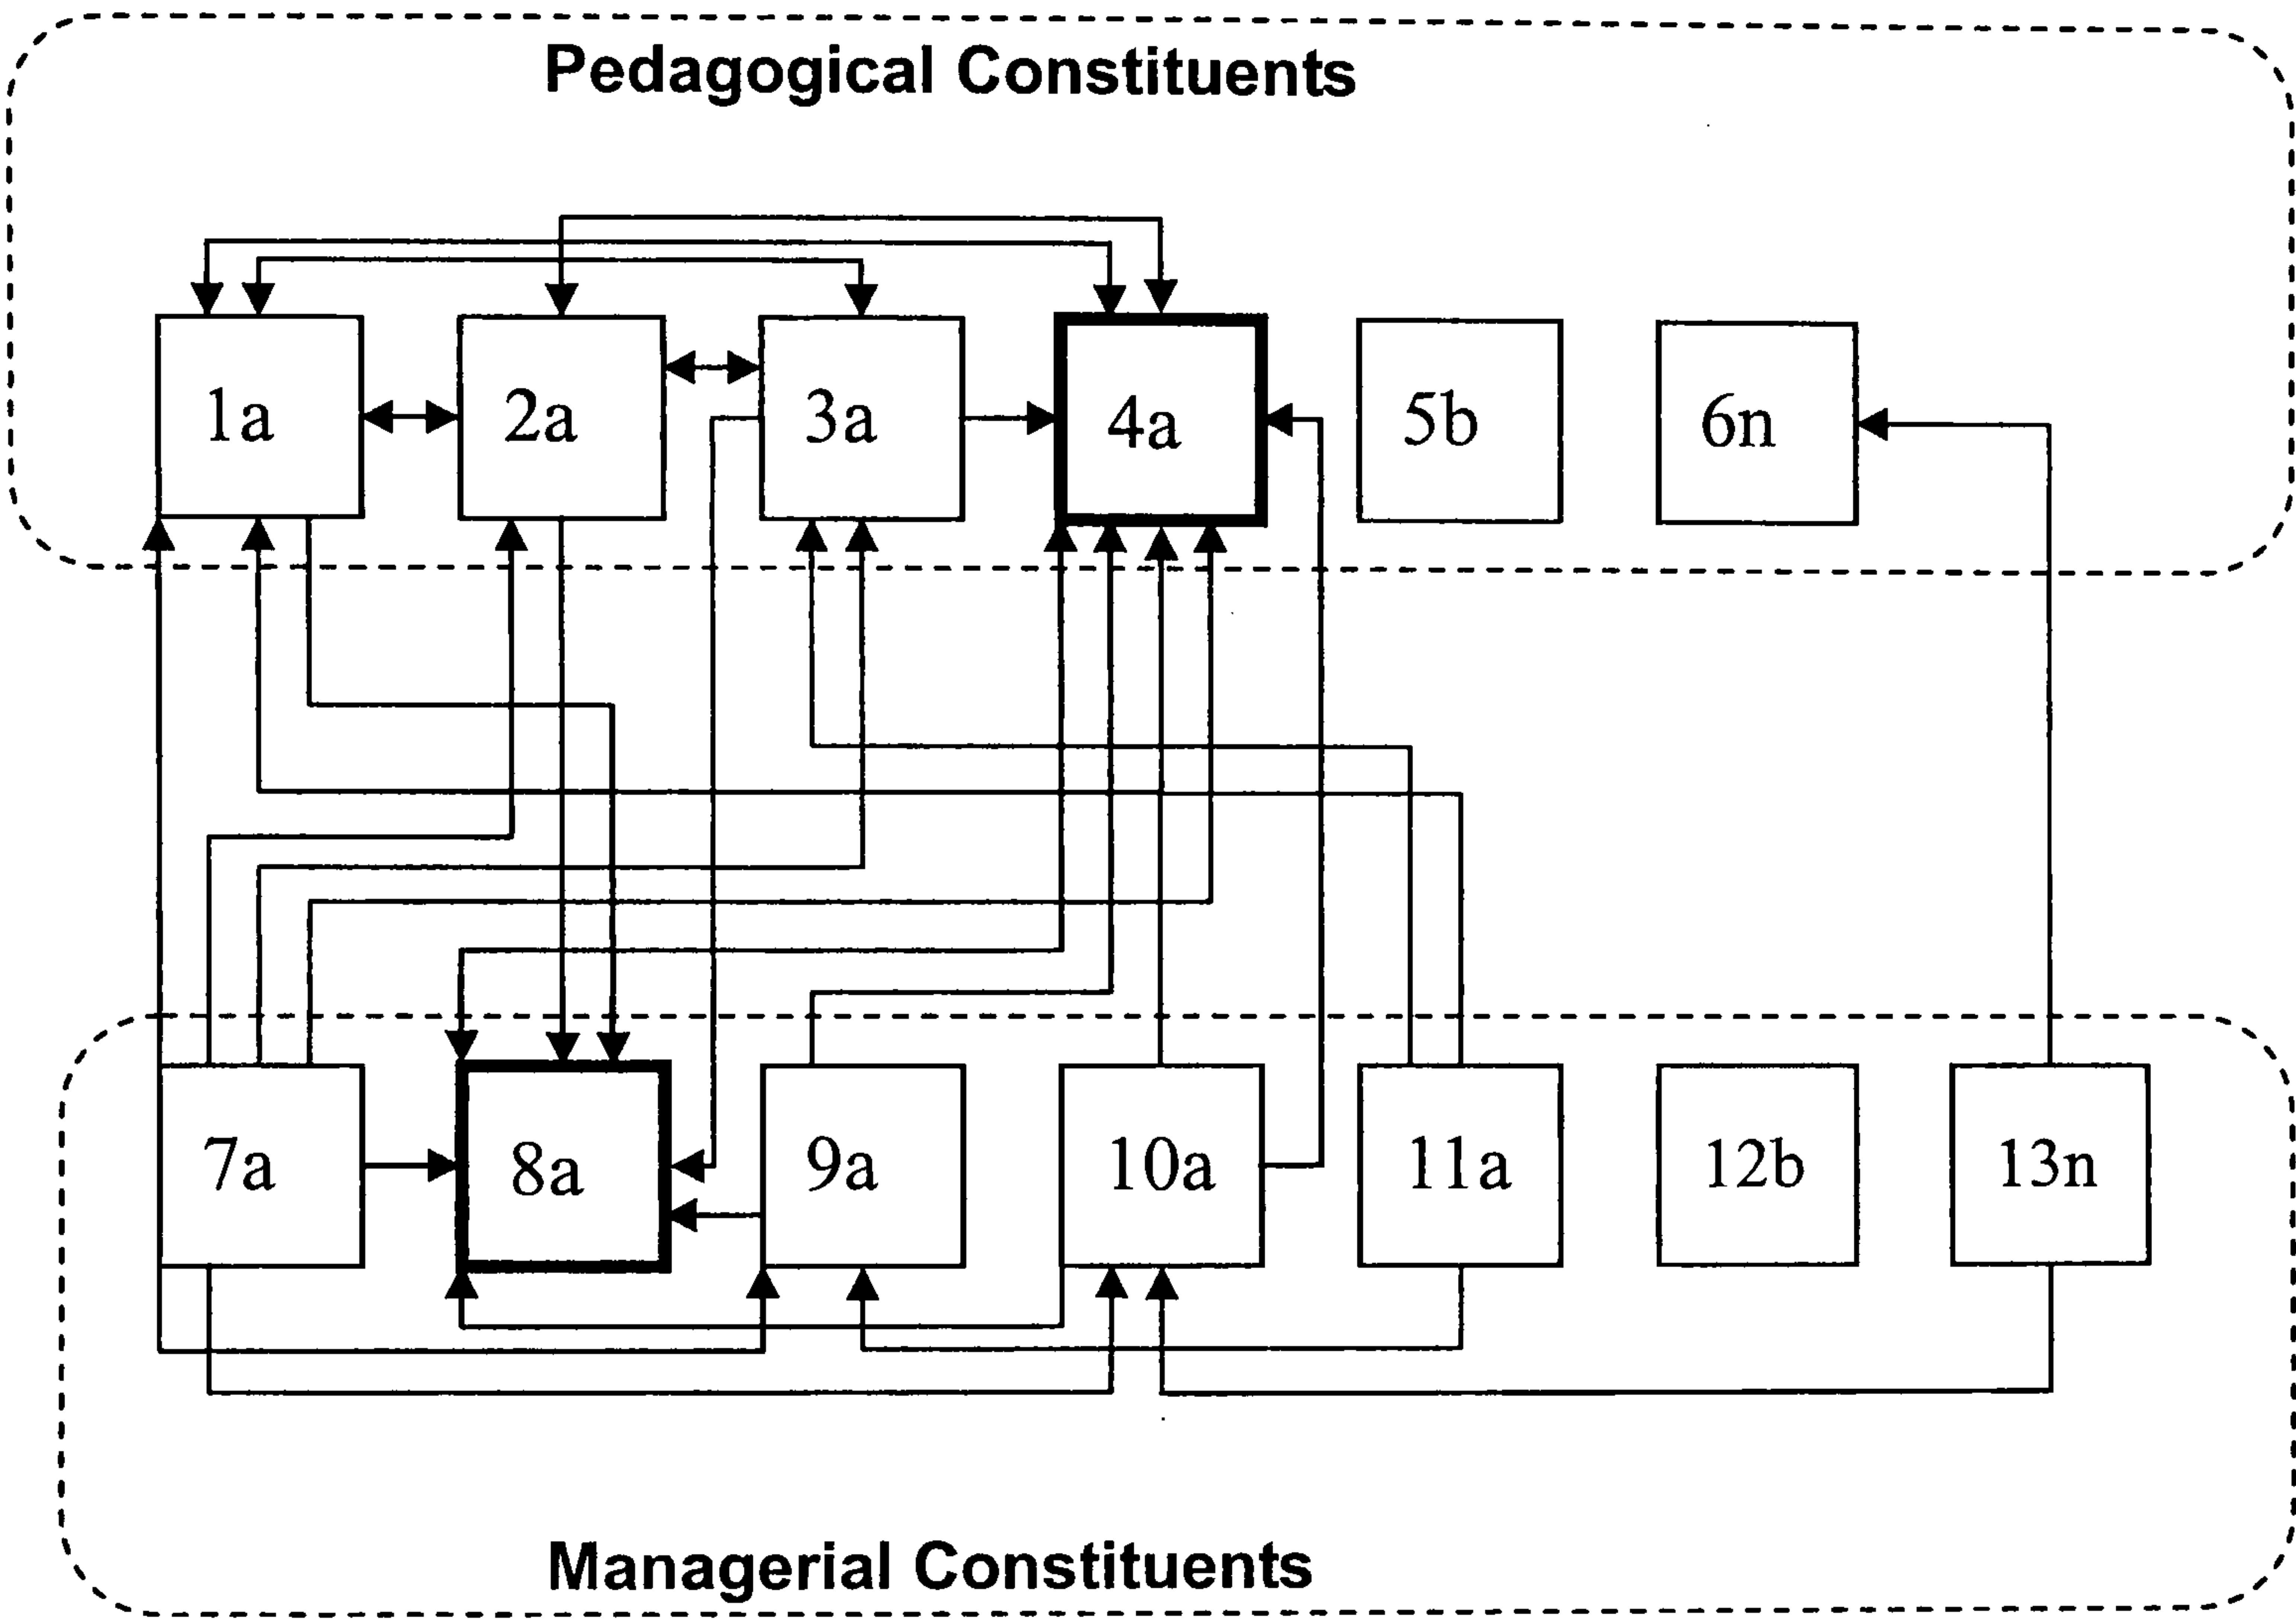 Pedagogical Constituents
1a 2a 3a 4a 5b 6n
7a 8a 9a 10a 11a 12b 13n
Managerial Constituents